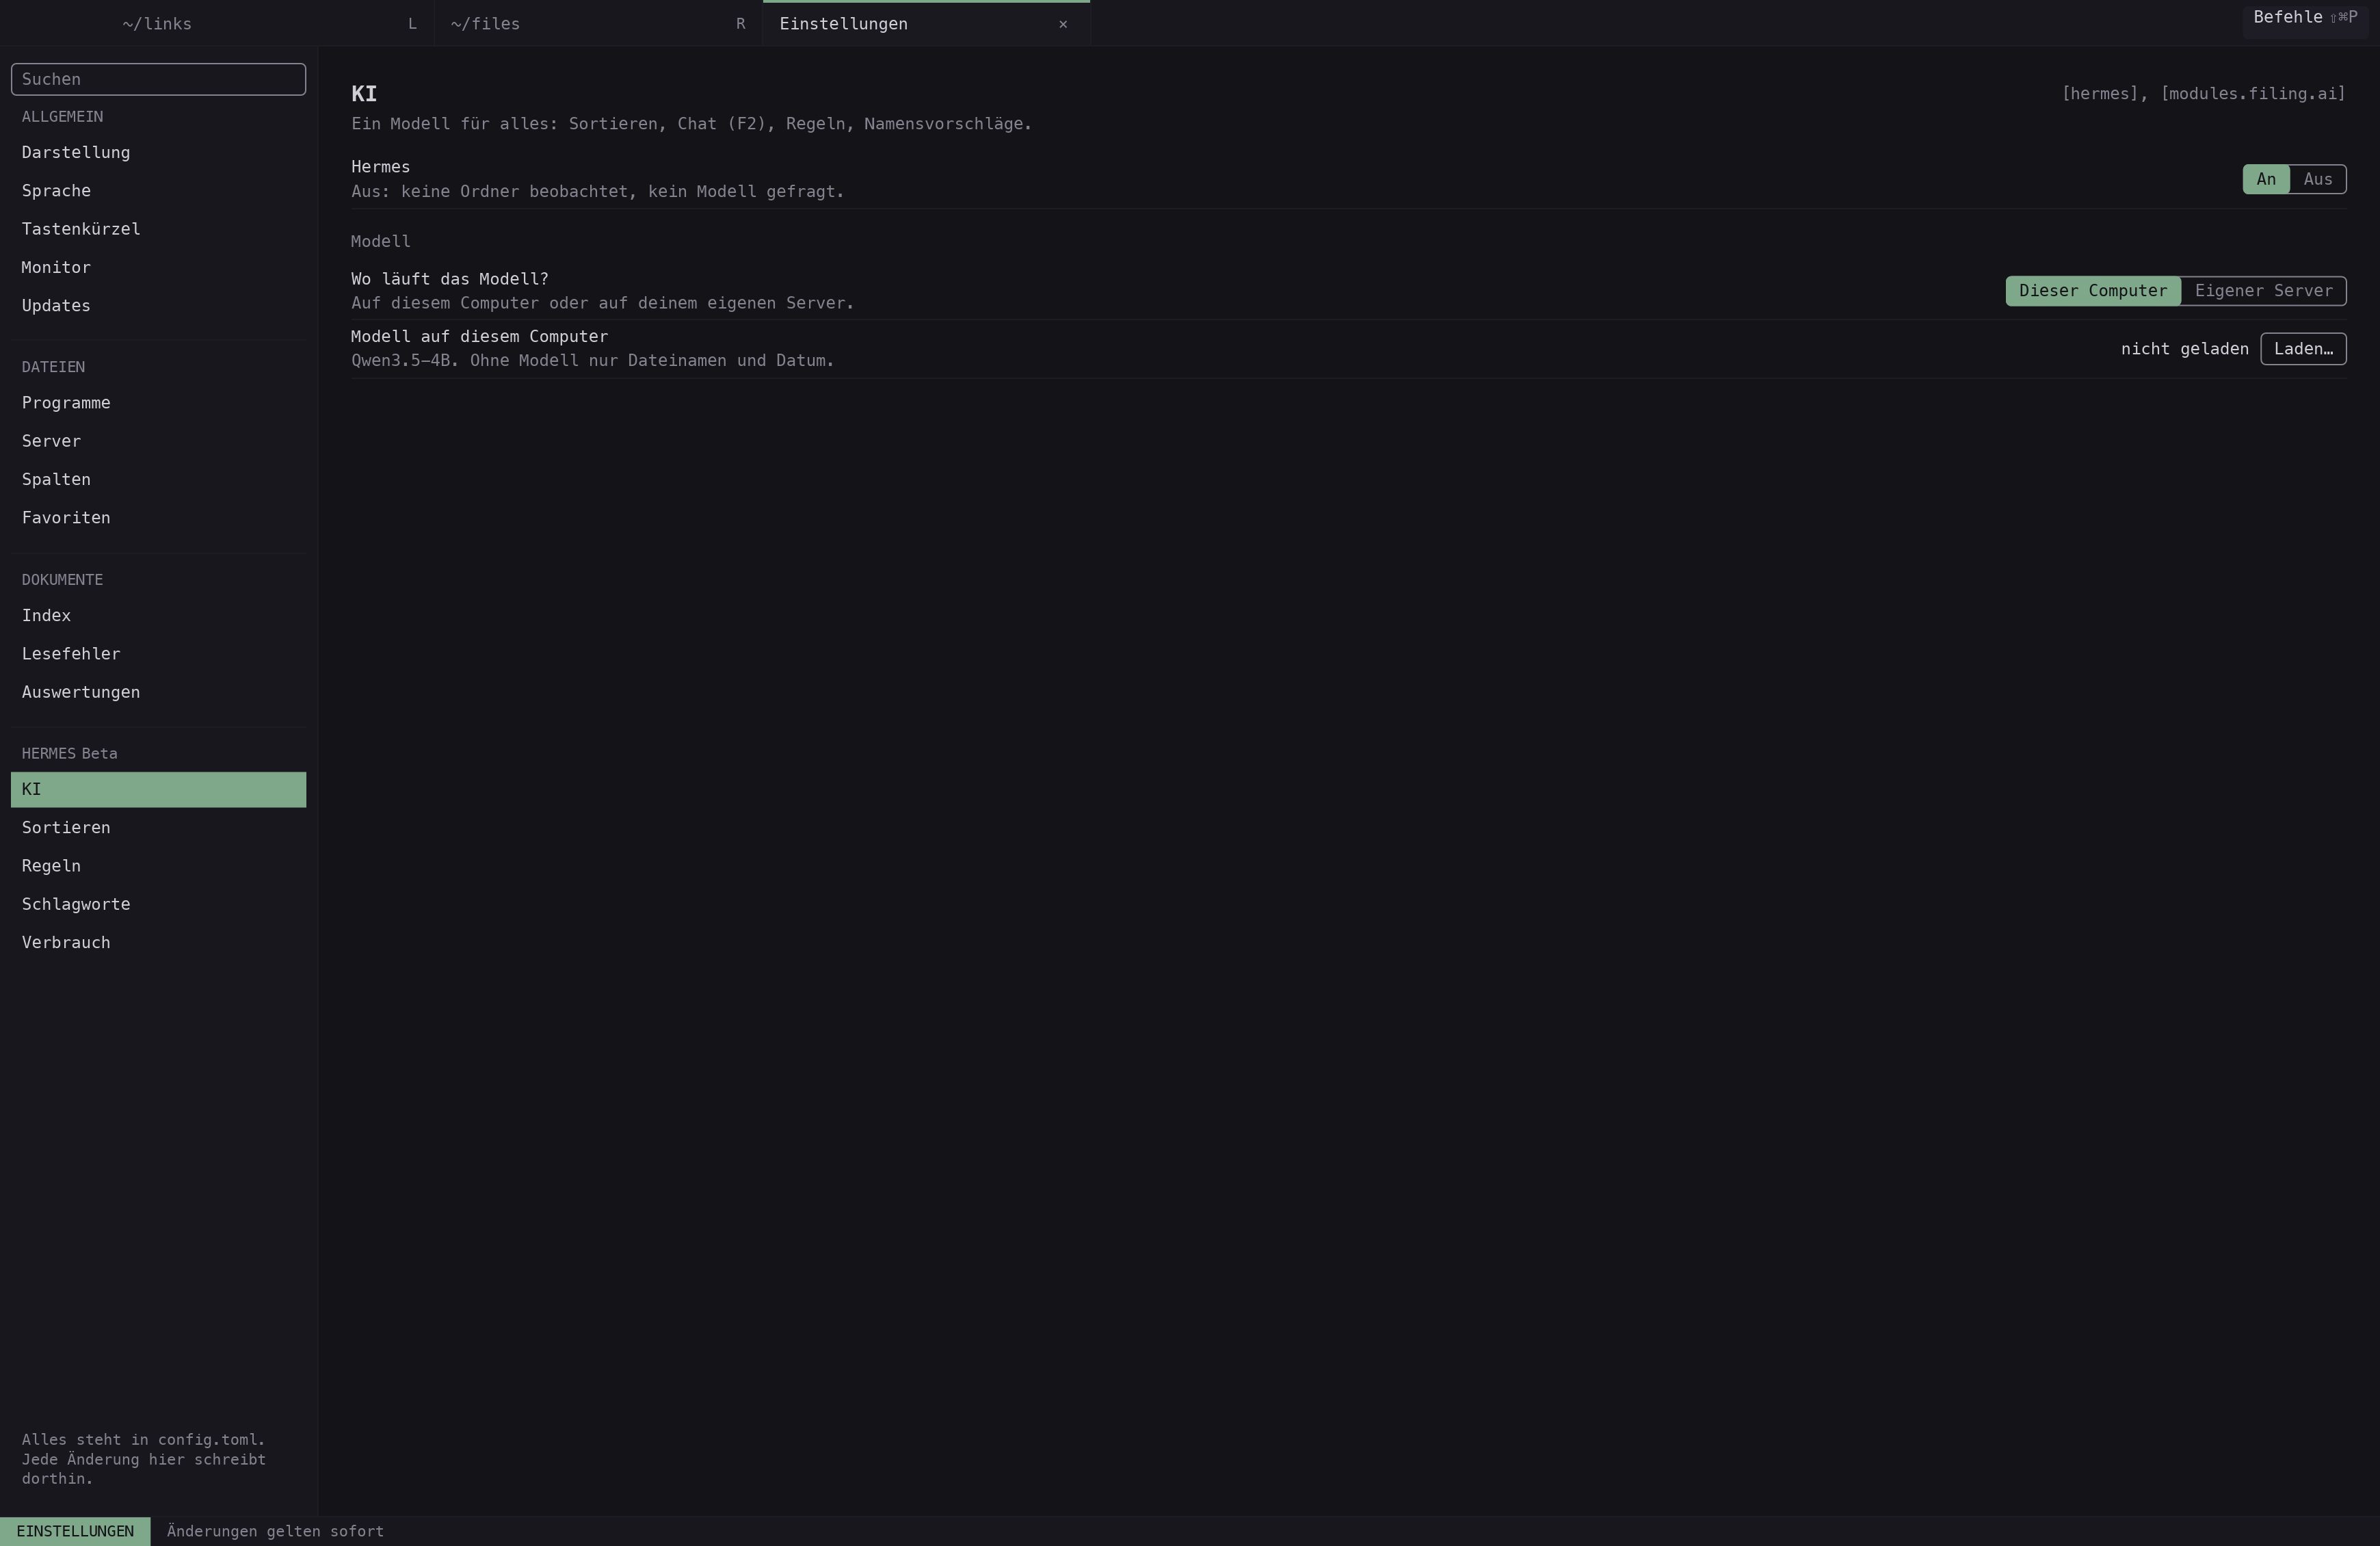 ~/links L ~/files R Einstellungen × Befehle ⇧⌘P
Suchen
ALLGEMEIN
Darstellung
Sprache
Tastenkürzel
Monitor
Updates
DATEIEN
Programme
Server
Spalten
Favoriten
DOKUMENTE
Index
Lesefehler
Auswertungen
HERMES Beta
KI
Sortieren
Regeln
Schlagworte
Verbrauch
Alles steht in config.toml.
Jede Änderung hier schreibt
dorthin.
KI [hermes], [modules.filing.ai]
Ein Modell für alles: Sortieren, Chat (F2), Regeln, Namensvorschläge.
Hermes
Aus: keine Ordner beobachtet, kein Modell gefragt.
An Aus
Modell
Wo läuft das Modell?
Auf diesem Computer oder auf deinem eigenen Server.
Dieser Computer Eigener Server
Modell auf diesem Computer
Qwen3.5–4B. Ohne Modell nur Dateinamen und Datum.
nicht geladen Laden…
EINSTELLUNGEN Änderungen gelten sofort